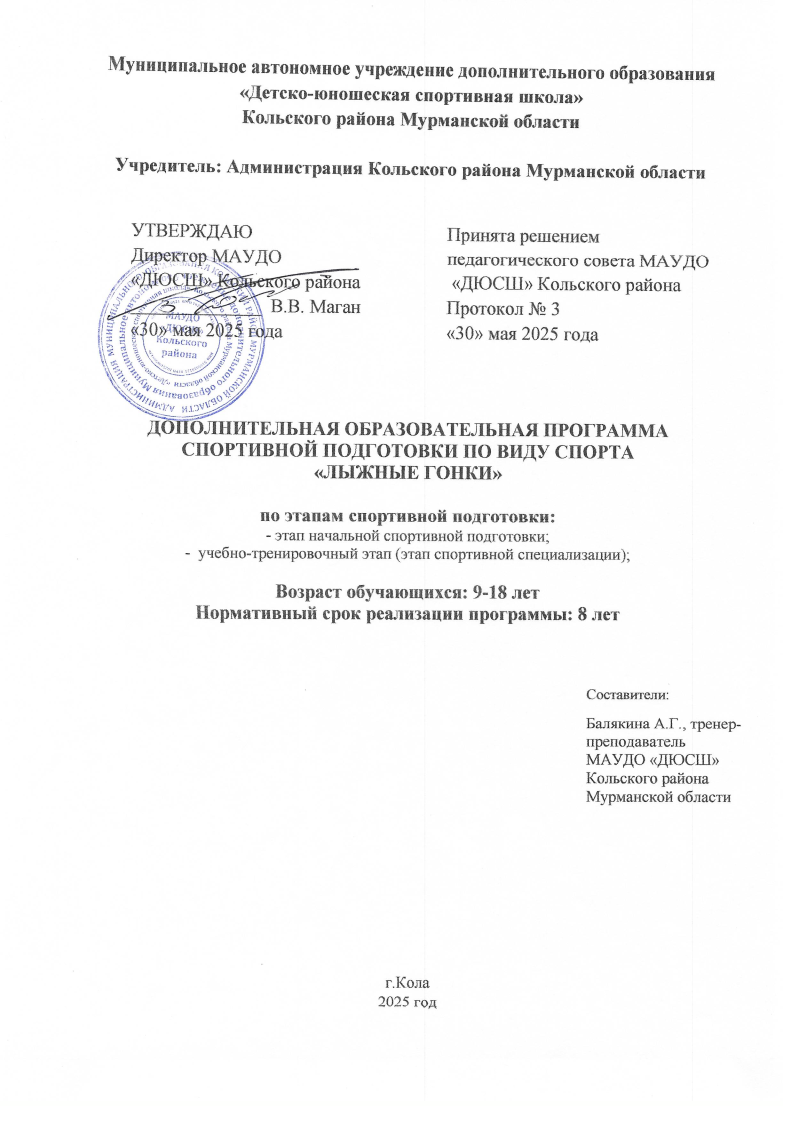 Муниципальное автономное учреждение дополнительного образования
«Детско-юношеская спортивная школа»
Кольского района Мурманской области
Учредитель: Администрация Кольского района Мурманской области
УТВЕРЖДАЮ
Директор МАУДО
«ДЮСШ» Кольского района
В.В. Маган
«30» мая 2025 года
МАУДО
«ДЮСШ»
Кольского
района
Принята решением
педагогического совета МАУДО
«ДЮСШ» Кольского района
Протокол № 3
«30» мая 2025 года
ДОПОЛНИТЕЛЬНАЯ ОБРАЗОВАТЕЛЬНАЯ ПРОГРАММА
СПОРТИВНОЙ ПОДГОТОВКИ ПО ВИДУ СПОРТА
«ЛЫЖНЫЕ ГОНКИ»
по этапам спортивной подготовки:
- этап начальной спортивной подготовки;
- учебно-тренировочный этап (этап спортивной специализации);
Возраст обучающихся: 9-18 лет
Нормативный срок реализации программы: 8 лет
Составители:
Балякина А.Г., тренер-
преподаватель
МАУДО «ДЮСШ»
Кольского района
Мурманской области
г.Кола
2025 год